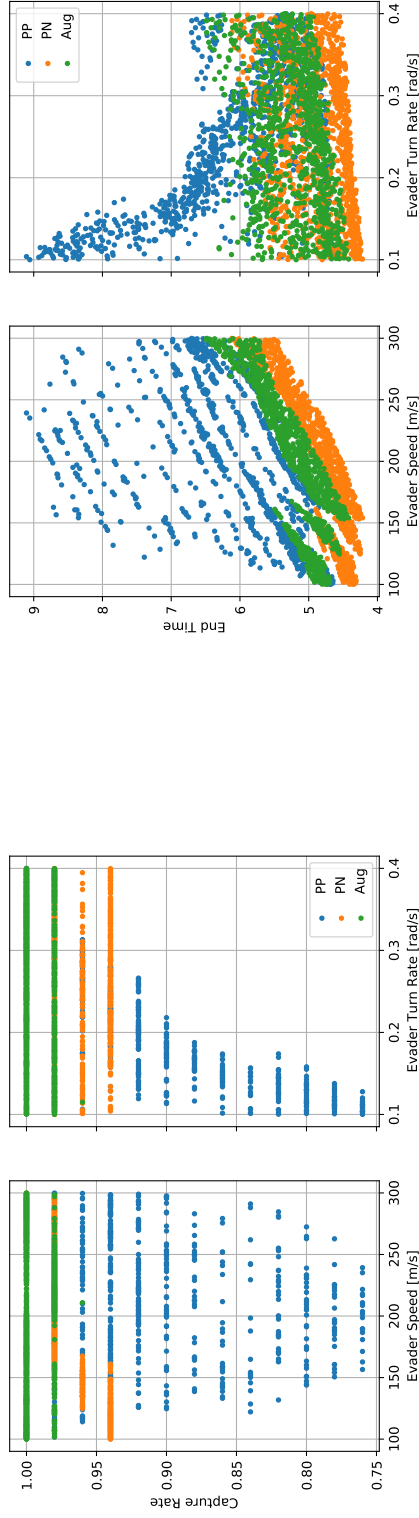 Capture Rate
1.00
0.95
0.90
0.85
0.80
0.75
100 150 200 250 300
Evader Speed [m/s]
PP
PN
Aug
0.1 0.2 0.3 0.4
Evader Turn Rate [rad/s]
End Time
9
8
7
6
5
4
100 150 200 250 300
Evader Speed [m/s]
PP
PN
Aug
0.1 0.2 0.3 0.4
Evader Turn Rate [rad/s]